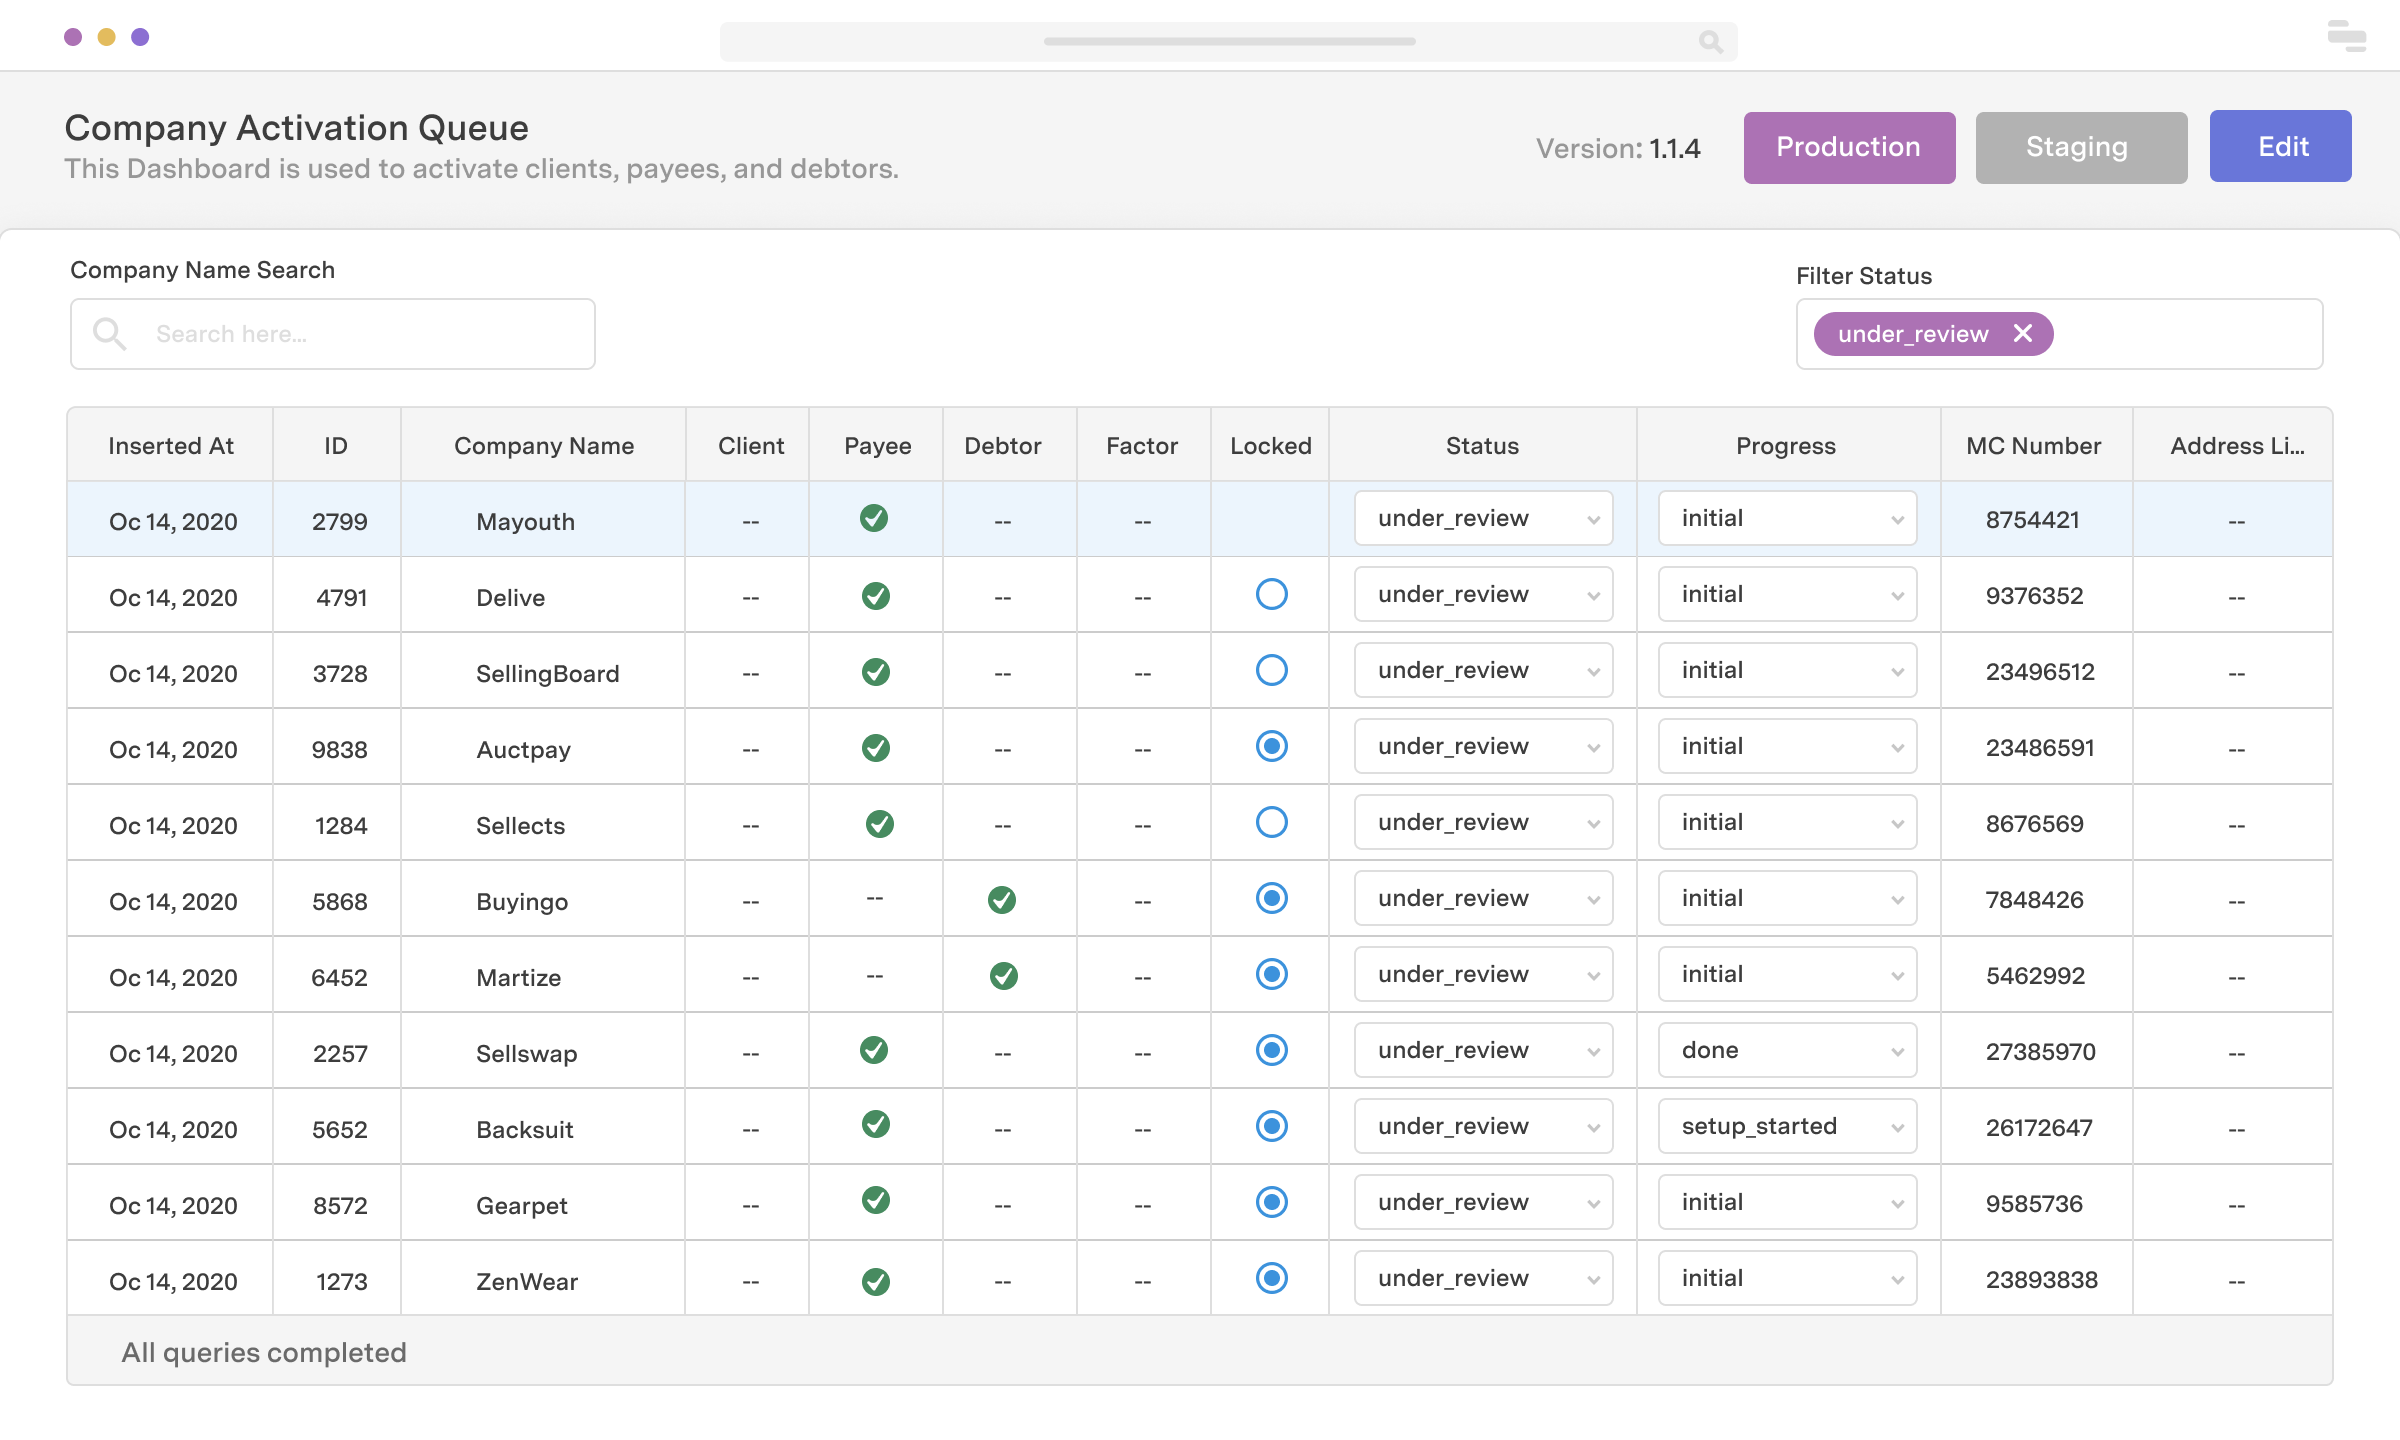 Company Activation Queue
This Dashboard is used to activate clients, payees, and debtors.
Version: 1.1.4 Production Staging Edit
Company Name Search
Filter Status
Search here...
under_review
Inserted At ID Company Name Client Payee Debtor Factor Locked Status Progress MC Number Address Li...
Oc 14, 2020 2799 Mayouth -- -- -- under_review initial 8754421 --
Oc 14, 2020 4791 Delive -- -- -- under_review initial 9376352 --
Oc 14, 2020 3728 SellingBoard -- -- -- under_review initial 23496512 --
Oc 14, 2020 9838 Auctpay -- -- -- under_review initial 23486591 --
Oc 14, 2020 1284 Sellects -- -- -- under_review initial 8676569 --
Oc 14, 2020 5868 Buyingo -- -- -- under_review initial 7848426 --
Oc 14, 2020 6452 Martize -- -- -- under_review initial 5462992 --
Oc 14, 2020 2257 Sellswap -- -- -- under_review done 27385970 --
Oc 14, 2020 5652 Backsuit -- -- -- under_review setup_started 26172647 --
Oc 14, 2020 8572 Gearpet -- -- -- under_review initial 9585736 --
Oc 14, 2020 1273 ZenWear -- -- -- under_review initial 23893838 --
All queries completed